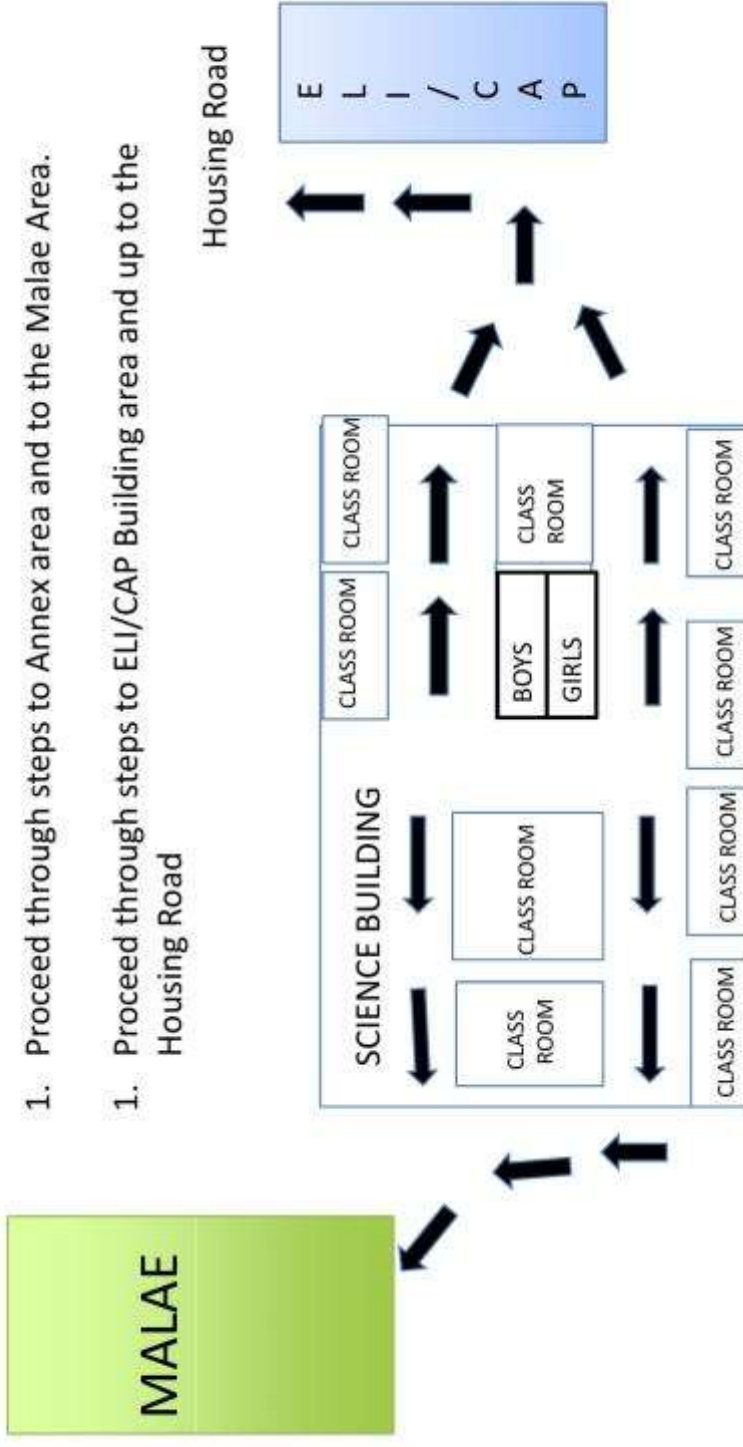 1. Proceed through steps to Annex area and to the Malae Area.
1. Proceed through steps to ELI/CAP Building area and up to the
Housing Road
Housing Road
MALAE
ELI/CAP
SCIENCE BUILDING
CLASS ROOM
CLASS ROOM
CLASS
ROOM
CLASS ROOM
BOYS
GIRLS
CLASS
ROOM
CLASS ROOM
CLASS ROOM
CLASS ROOM
CLASS ROOM